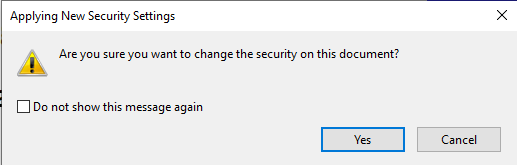 Applying New Security Settings
Are you sure you want to change the security on this document?
Do not show this message again
Yes
Cancel